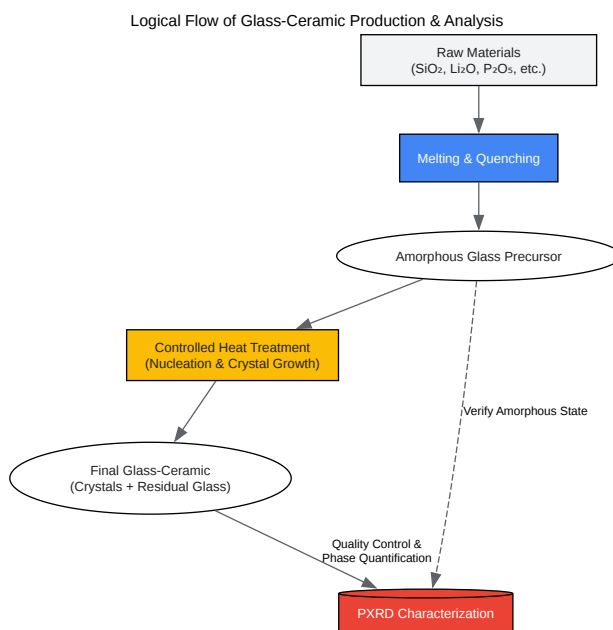 Logical Flow of Glass-Ceramic Production & Analysis
Raw Materials
(SiO₂, Li2O, P₂O₅, etc.)
Melting & Quenching
Amorphous Glass Precursor
Controlled Heat Treatment
(Nucleation & Crystal Growth)
Verify Amorphous State
Final Glass-Ceramic
(Crystals + Residual Glass)
Quality Control &
Phase Quantification
PXRD Characterization